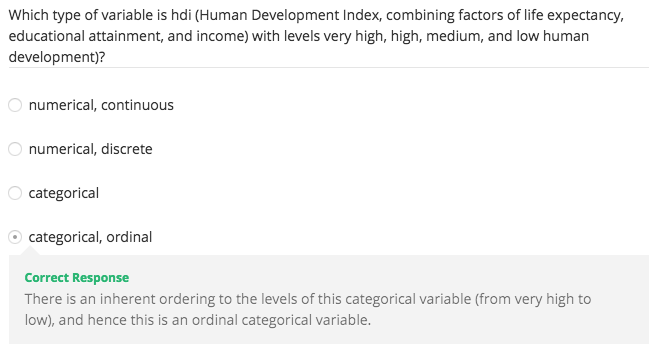 Which type of variable is hdi (Human Development Index, combining factors of life expectancy,
educational attainment, and income) with levels very high, high, medium, and low human
development)?
numerical, continuous
numerical, discrete
categorical
categorical, ordinal
Correct Response
There is an inherent ordering to the levels of this categorical variable (from very high to
low), and hence this is an ordinal categorical variable.